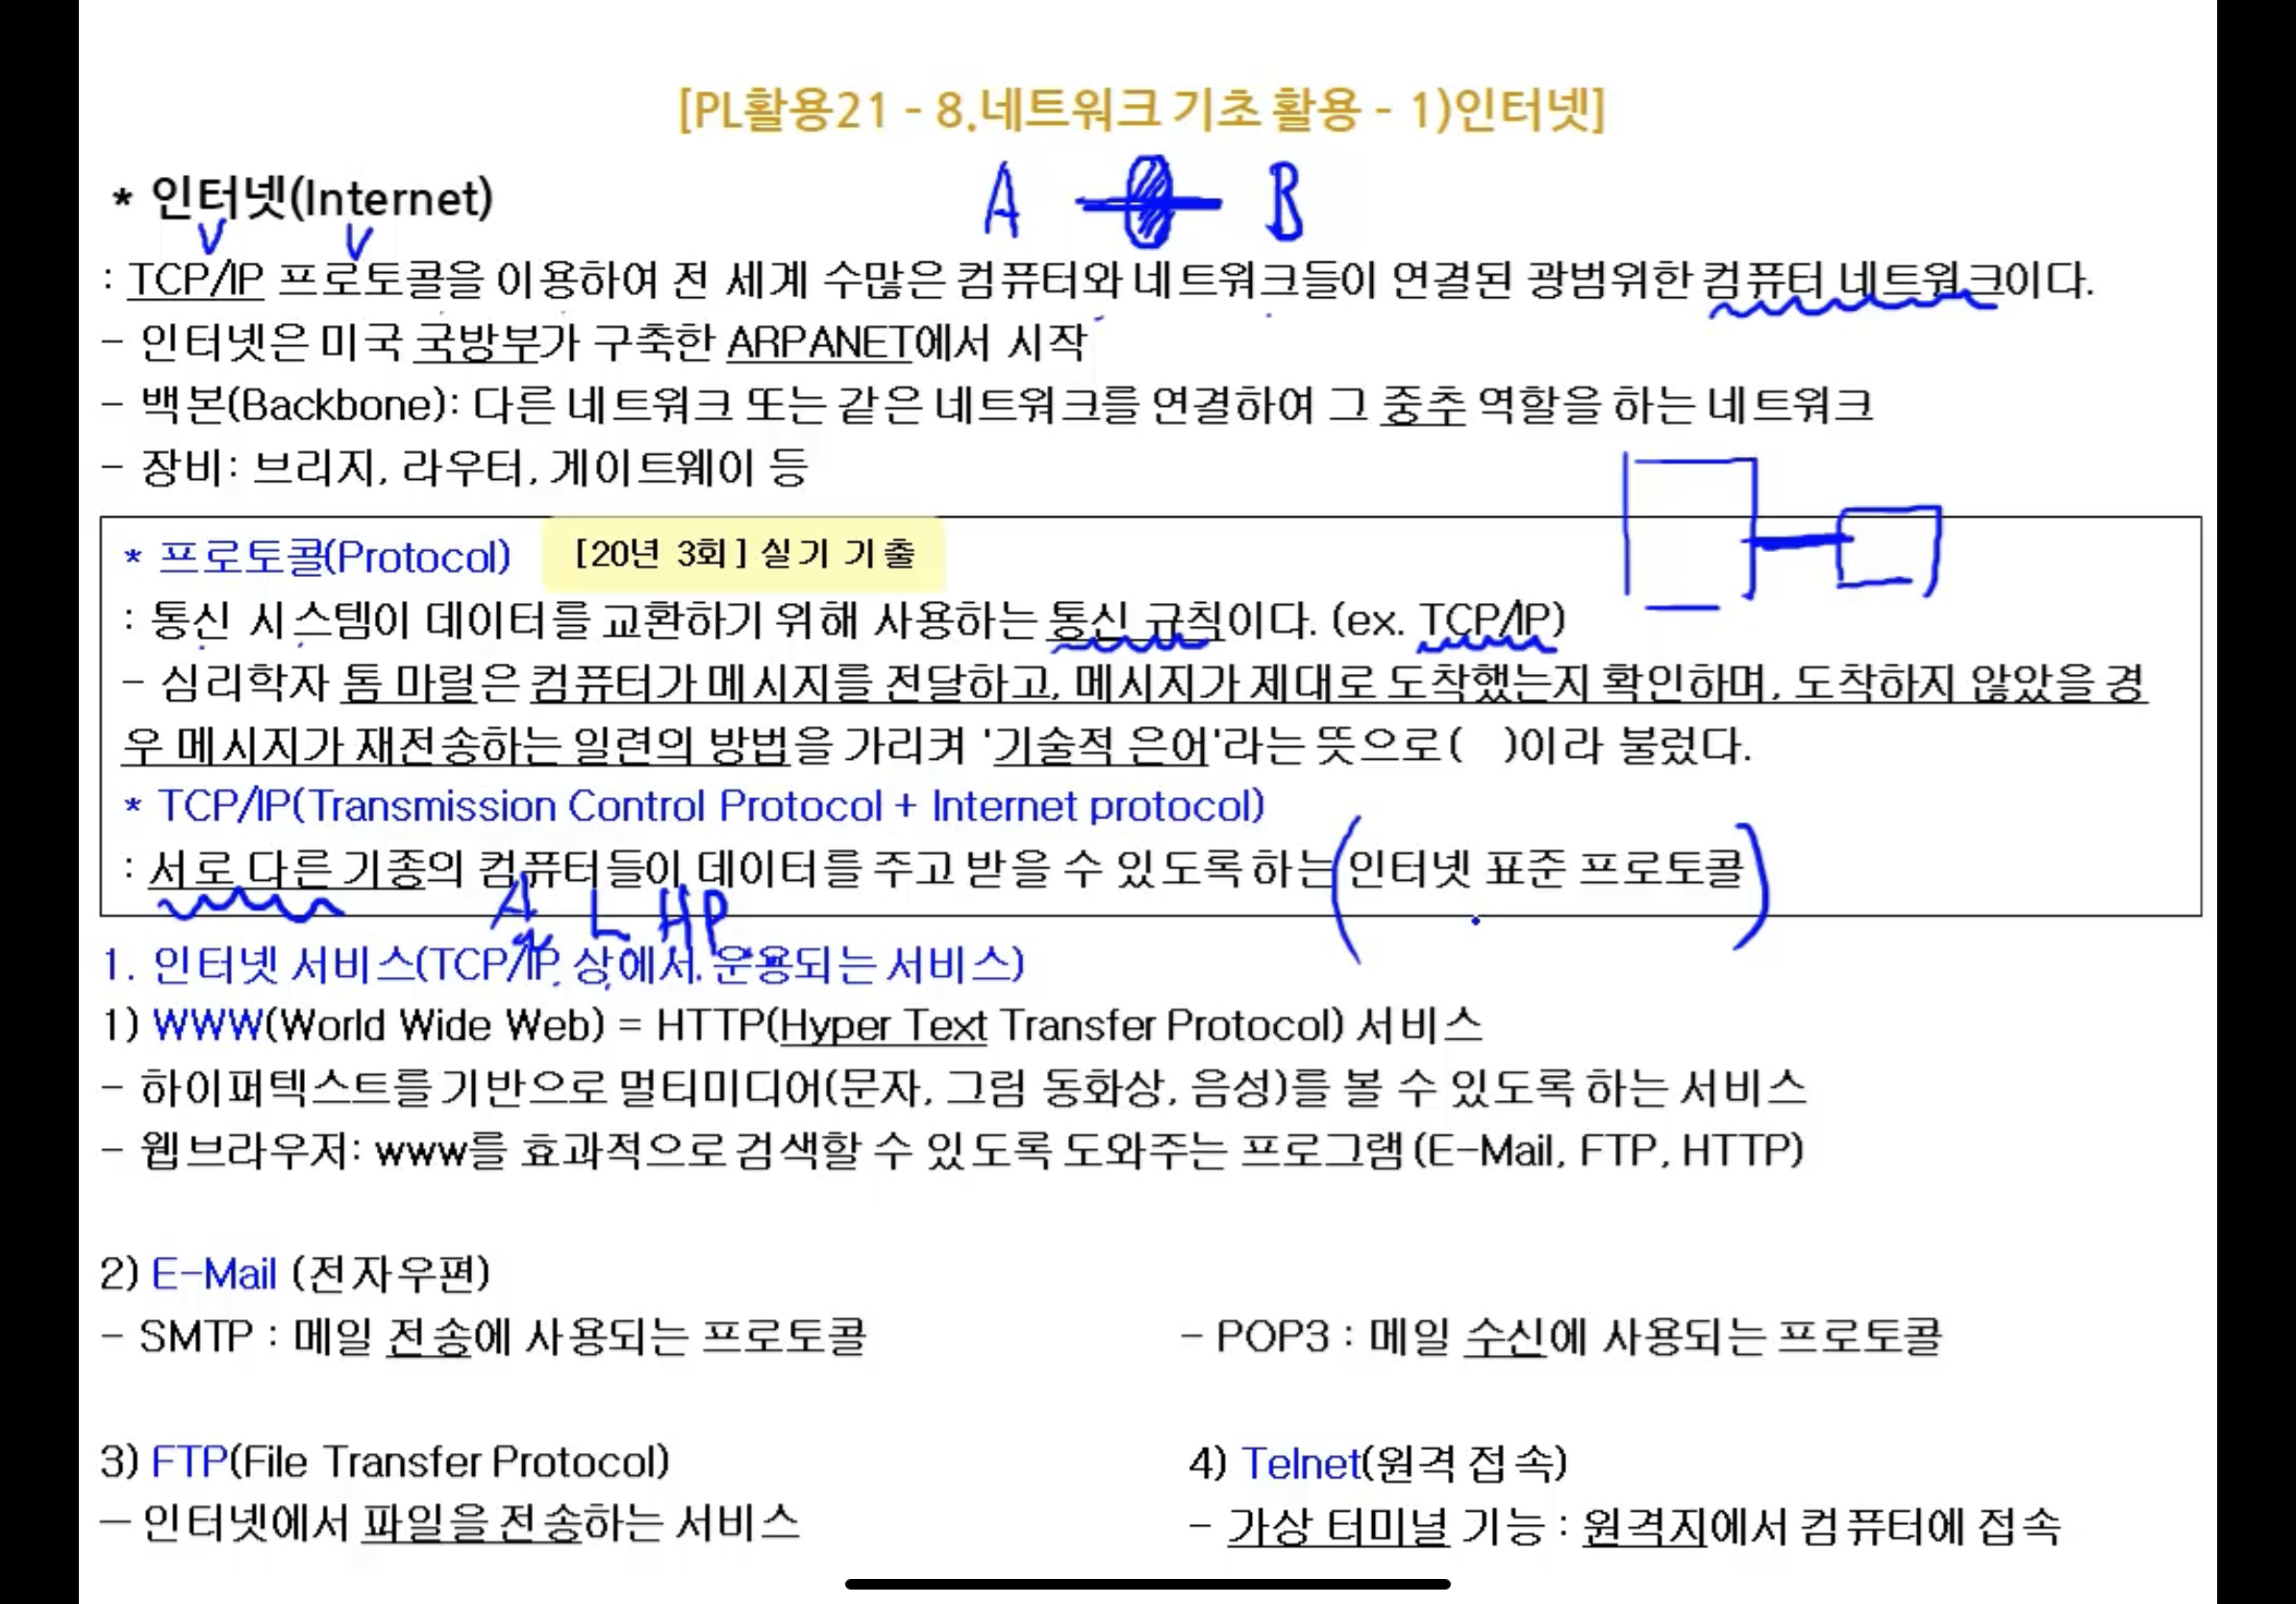 [PL활용21 - 8.네트워크 기초 활용 - 1)인터넷]
A B
* 인터넷(Internet)
: TCP/IP 프로토콜을 이용하여 전 세계 수많은 컴퓨터와 네트워크들이 연결된 광범위한 컴퓨터 네트워크이다.
- 인터넷은 미국 국방부가 구축한 ARPANET에서 시작
- 백본(Backbone): 다른 네트워크 또는 같은 네트워크를 연결하여 그 중추 역할을 하는 네트워크
- 장비: 브리지, 라우터, 게이트웨이 등
* 프로토콜(Protocol) [20년 3회] 실기 기출
: 통신 시스템이 데이터를 교환하기 위해 사용하는 통신 규칙이다. (ex. TCP/IP)
- 심리학자 톰 마릴은 컴퓨터가 메시지를 전달하고, 메시지가 제대로 도착했는지 확인하며, 도착하지 않았을 경
우 메시지가 재전송하는 일련의 방법을 가리켜 '기술적 은어'라는 뜻으로( )이라 불렀다.
* TCP/IP(Transmission Control Protocol + Internet protocol)
: 서로 다른 기종의 컴퓨터들이 데이터를 주고 받을 수 있도록 하는 인터넷 표준 프로토콜
L HP
1. 인터넷 서비스(TCP/IP 상에서 운용되는 서비스)
1) WWW(World Wide Web) = HTTP(Hyper Text Transfer Protocol) 서비스
- 하이퍼텍스트를 기반으로 멀티미디어(문자, 그림 동화상, 음성)를 볼 수 있도록 하는 서비스
- 웹브라우저: www를 효과적으로 검색할 수 있도록 도와주는 프로그램(E-Mail, FTP, HTTP)
2) E-Mail (전자우편)
- SMTP : 메일 전송에 사용되는 프로토콜
- POP3 : 메일 수신에 사용되는 프로토콜
3) FTP(File Transfer Protocol)
- 인터넷에서 파일을 전송하는 서비스
4) Telnet(원격 접속)
- 가상 터미널 기능 : 원격지에서 컴퓨터에 접속